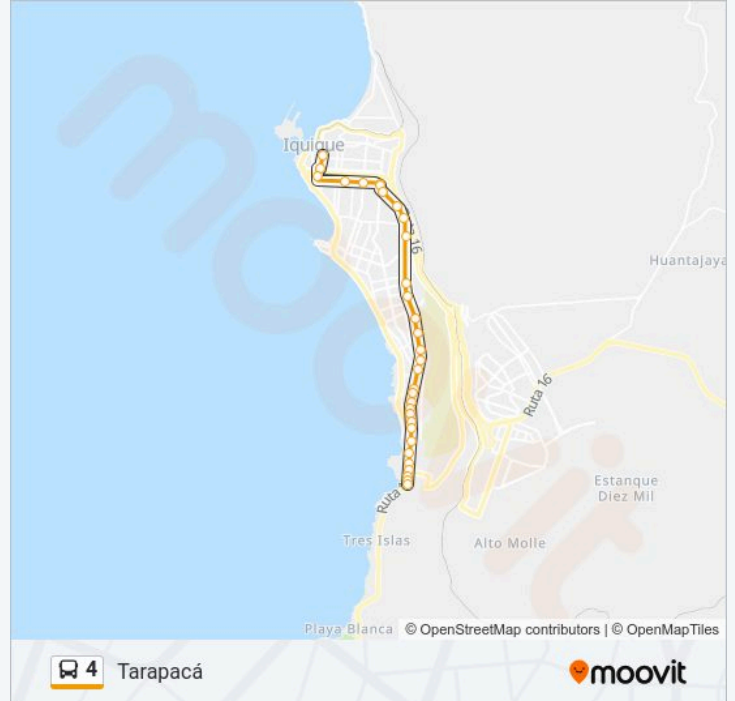 Iquique
Ruta 16
Huantajaya
Ruta 16
Estanque
Diez Mil
Ruta 1
Tres Islas
Alto Molle
Playa Blanca
© OpenStreetMap contributors | © OpenMapTiles
4 Tarapacá
moovit